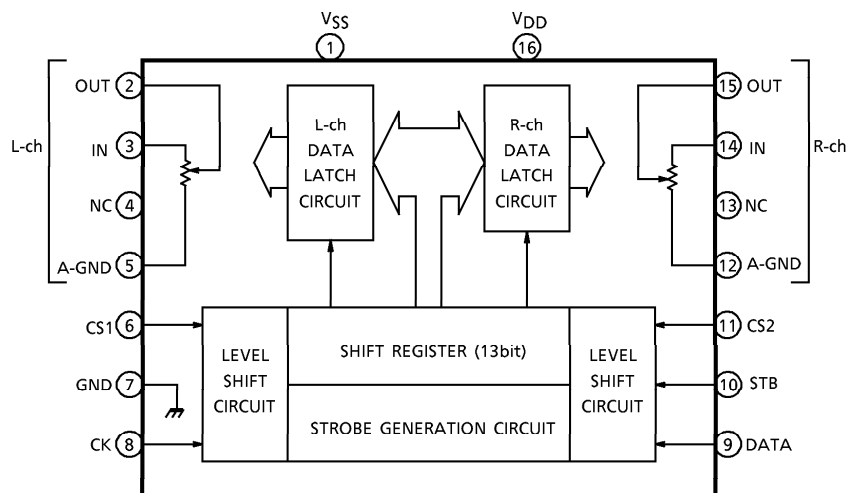 VSS
VDD
1
16
OUT 2
15 OUT
L-ch
R-ch
IN 3
14 IN
NC 4
13 NC
A-GND 5
12 A-GND
L-ch
DATA
LATCH
CIRCUIT
R-ch
DATA
LATCH
CIRCUIT
CS1 6
11 CS2
GND 7
10 STB
CK 8
9 DATA
LEVEL
SHIFT
CIRCUIT
SHIFT REGISTER (13bit)
STROBE GENERATION CIRCUIT
LEVEL
SHIFT
CIRCUIT